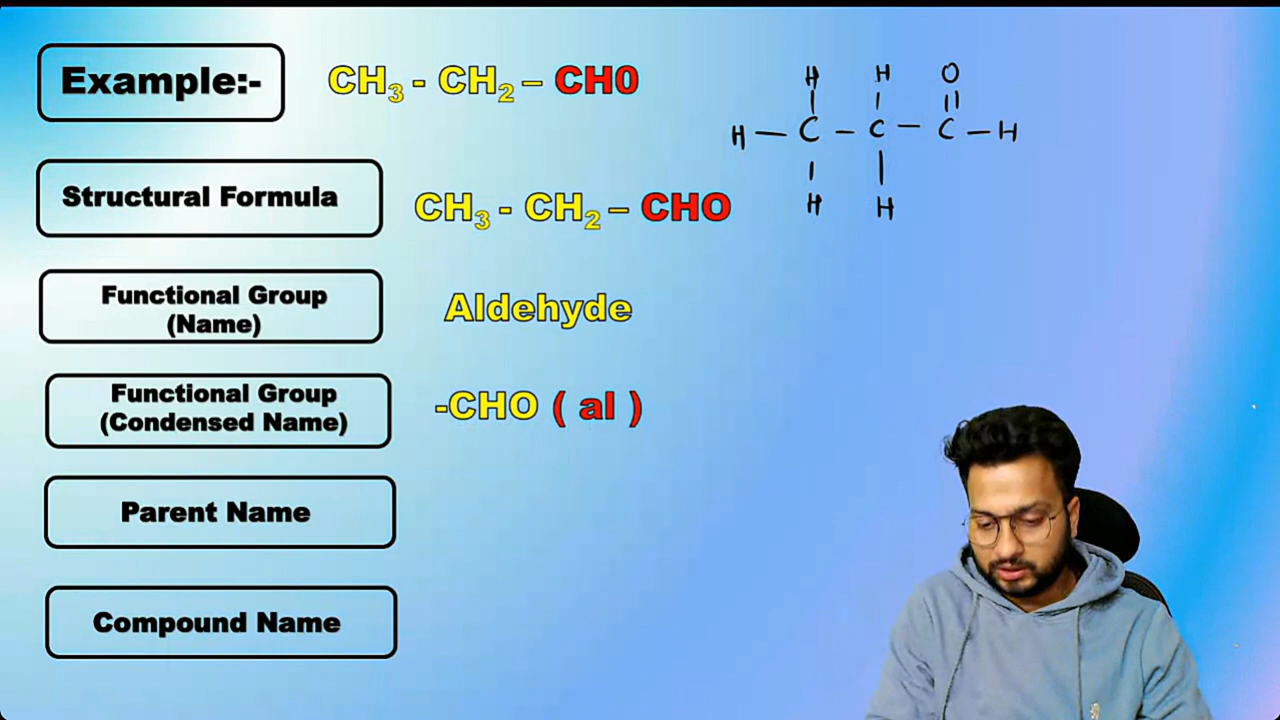 Example:- CH₃ - CH₂ – CH0
Structural Formula CH₃ - CH₂ – CHO
Functional Group
(Name)
Aldehyde
Functional Group
(Condensed Name)
-CHO ( al )
Parent Name
Compound Name
H H O
H — C — C — C — H
H H